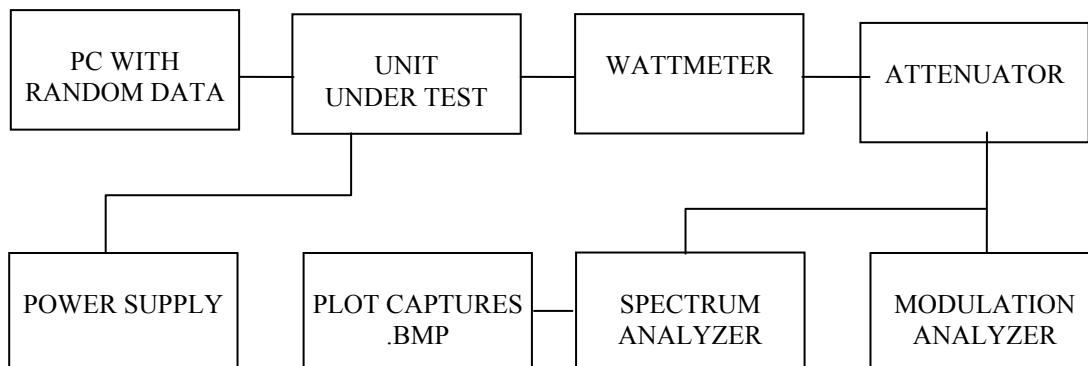 PC WITH
RANDOM DATA
UNIT
UNDER TEST
WATTMETER
ATTENUATOR
POWER SUPPLY
PLOT CAPTURES
.BMP
SPECTRUM
ANALYZER
MODULATION
ANALYZER